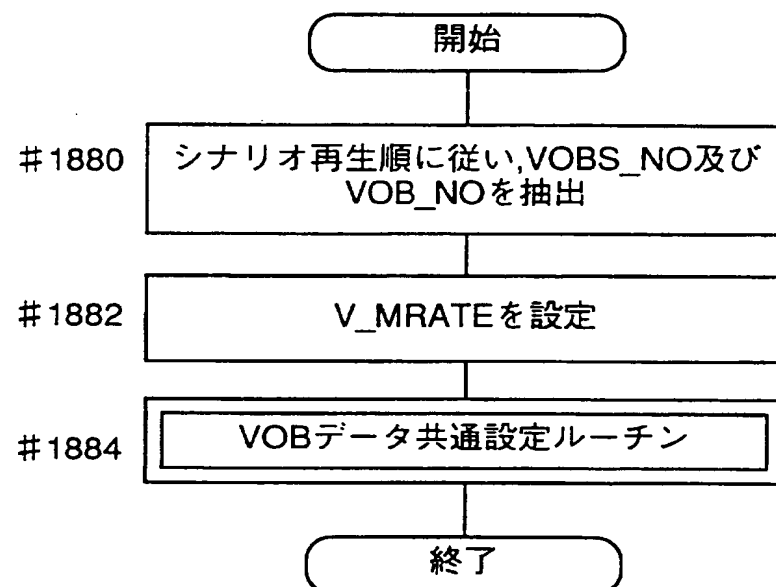 開始
#1880
シナリオ再生順に従い,VOBS_NO及び
VOB_NOを抽出
#1882
V_MRATEを設定
#1884
VOBデータ共通設定ルーチン
終了